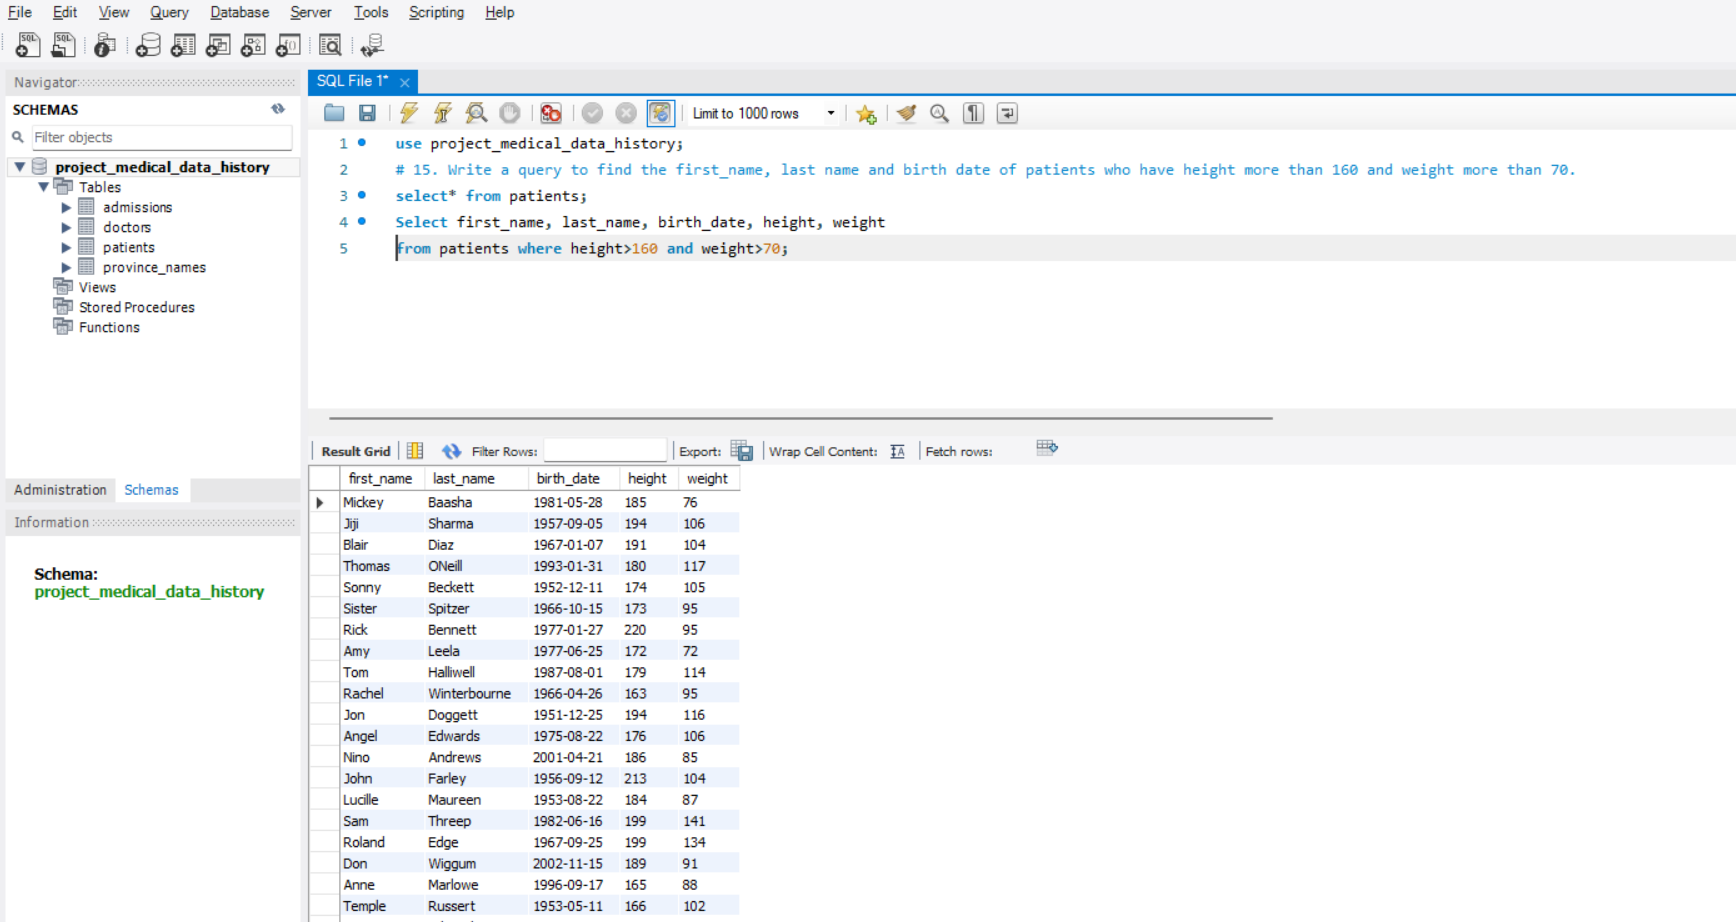 File Edit View Query Database Server Tools Scripting Help
Navigator
SCHEMAS
Filter objects
project_medical_data_history
Tables
admissions
doctors
patients
province_names
Views
Stored Procedures
Functions
Administration Schemas
Information
Schema:
project_medical_data_history
SQL File 1*
Limit to 1000 rows
1 use project_medical_data_history;
2 # 15. Write a query to find the first_name, last name and birth date of patients who have height more than 160 and weight more than 70.
3 select* from patients;
4 Select first_name, last_name, birth_date, height, weight
5 from patients where height>160 and weight>70;
Result Grid Filter Rows: Export: Wrap Cell Content: Fetch rows:
first_name last_name birth_date height weight
Mickey Baasha 1981-05-28 185 76
Jiji Sharma 1957-09-05 194 106
Blair Diaz 1967-01-07 191 104
Thomas ONeill 1993-01-31 180 117
Sonny Beckett 1952-12-11 174 105
Sister Spitzer 1966-10-15 173 95
Rick Bennett 1977-01-27 220 95
Amy Leela 1977-06-25 172 72
Tom Halliwell 1987-08-01 179 114
Rachel Winterbourne 1966-04-26 163 95
Jon Doggett 1951-12-25 194 116
Angel Edwards 1975-08-22 176 106
Nino Andrews 2001-04-21 186 85
John Farley 1956-09-12 213 104
Lucille Maureen 1953-08-22 184 87
Sam Threep 1982-06-16 199 141
Roland Edge 1967-09-25 199 134
Don Wiggum 2002-11-15 189 91
Anne Marlowe 1996-09-17 165 88
Temple Russert 1953-05-11 166 102